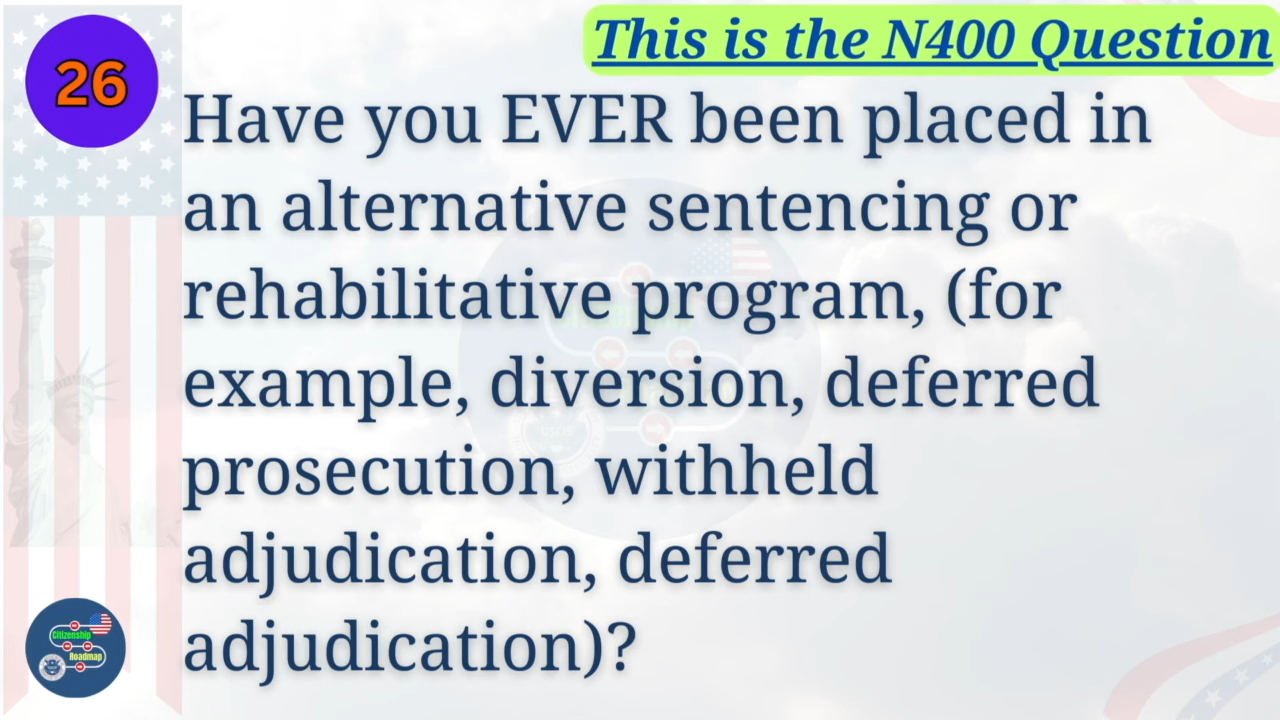 26
This is the N400 Question
Have you EVER been placed in
an alternative sentencing or
rehabilitative program, (for
example, diversion, deferred
prosecution, withheld
adjudication, deferred
adjudication)?
Citizenship
Roadmap